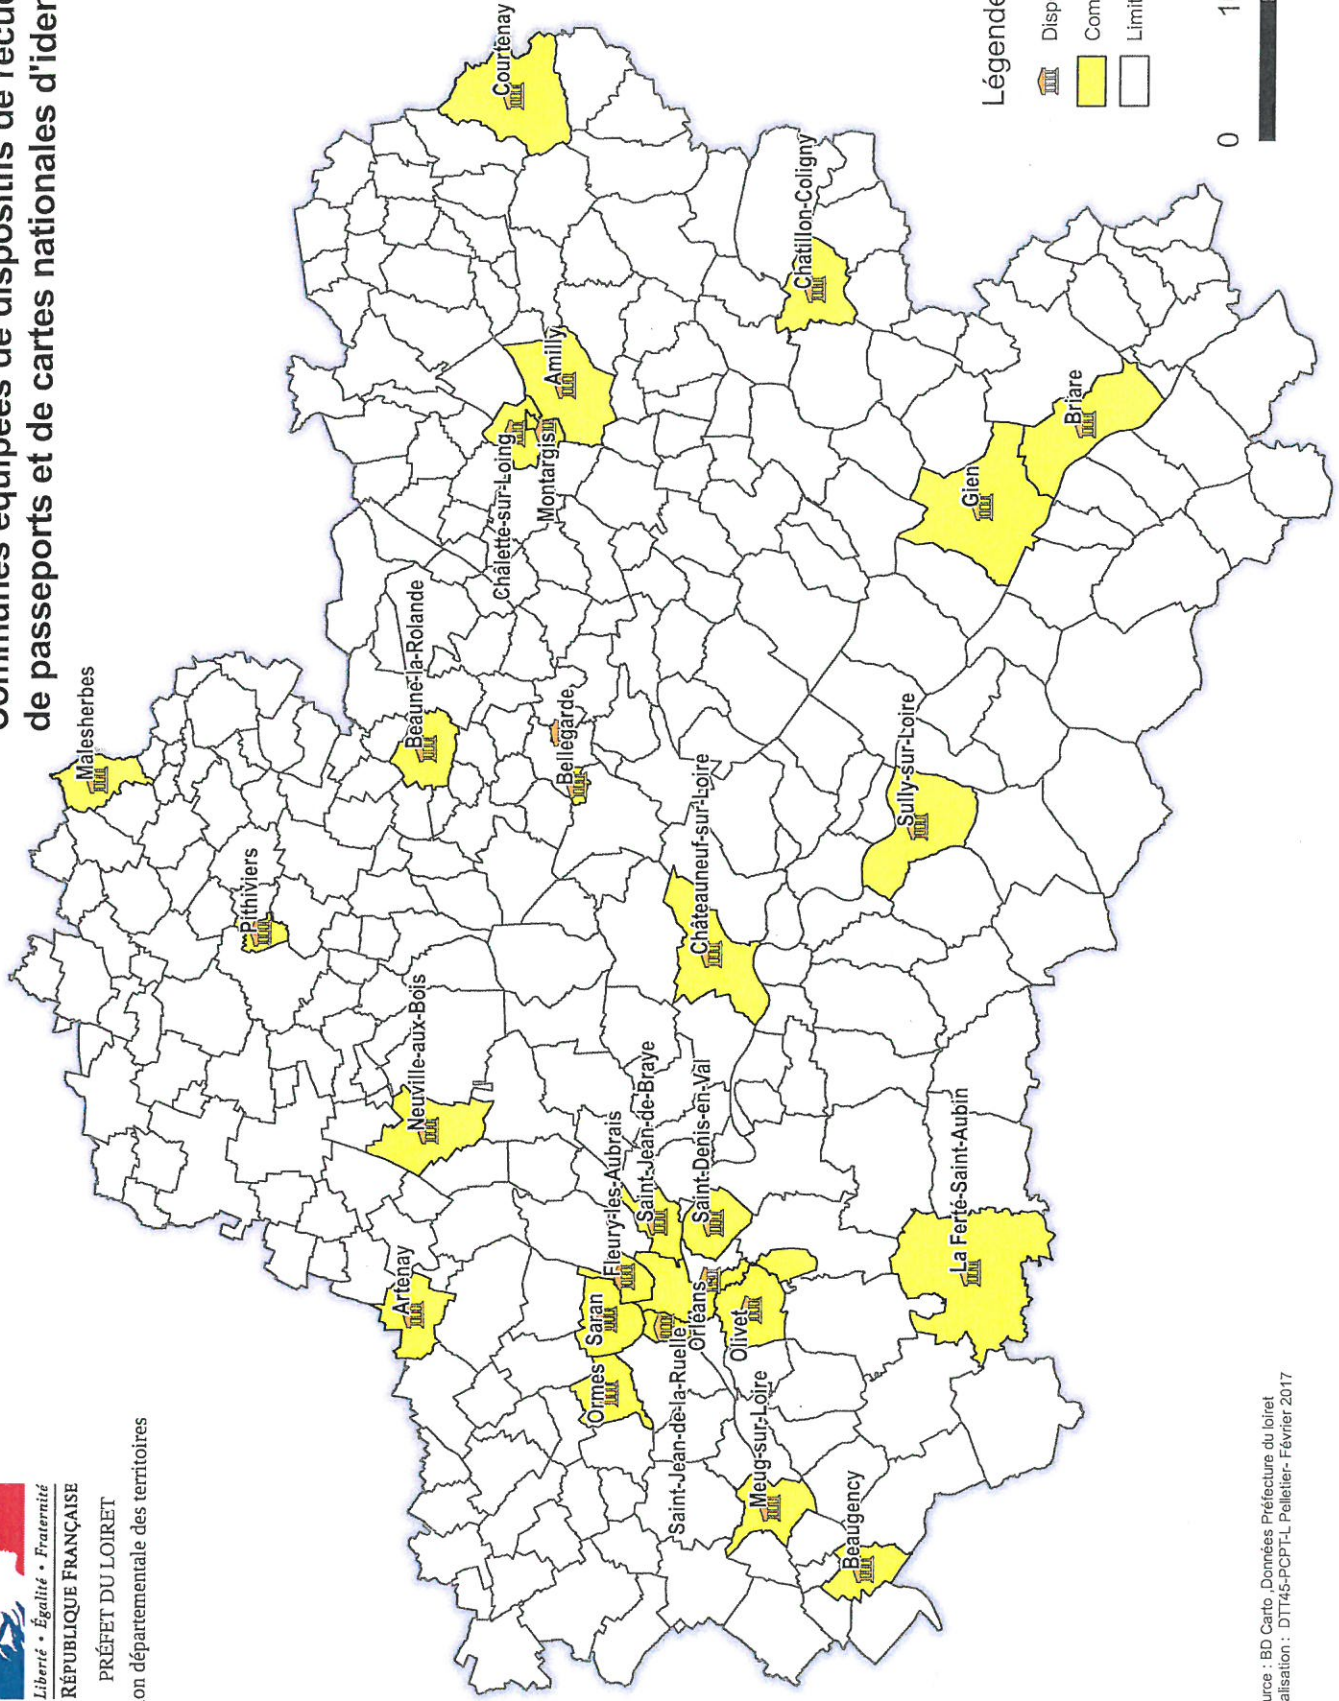 Liberté • Égalité • Fraternité
RÉPUBLIQUE FRANÇAISE
PRÉFET DU LOIRET
on départementale des territoires
de passeports et de cartes nationales d'iden
Malesherbes
Pithiviers
Beaune-la-Rolande
Neuville-aux-Bois
Artenay
Courtenay
Châlette-sur-Loing
Amilly
Montargis
Bellegarde
Ormes
Saran
Fleury-les-Aubrais
Saint-Jean-de-Braye
Châteauneuf-sur-Loire
Saint-Jean-de-la-Ruelle
Orléans
Saint-Denis-en-Val
Olivet
Meug-sur-Loire
Beaugency
La Ferté-Saint-Aubin
Sully-sur-Loire
Gien
Briare
Chatillon-Coligny
Légende
Disp
Com
Limit
0 1
urce : BD Carto ,Données Préfecture du loiret
alisation : DTT45-PCPT-L Pelletier- Février 2017